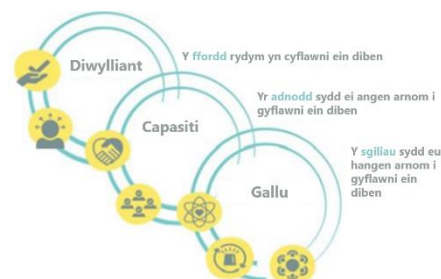 Diwylliant
Y ffordd rydym yn cyflawni ein diben
Capasiti
Yr adnodd sydd ei angen arnom i
gyflawni ein diben
Gallu
Y sgiliau sydd eu
hangen arnom i
gyflawni ein
diben